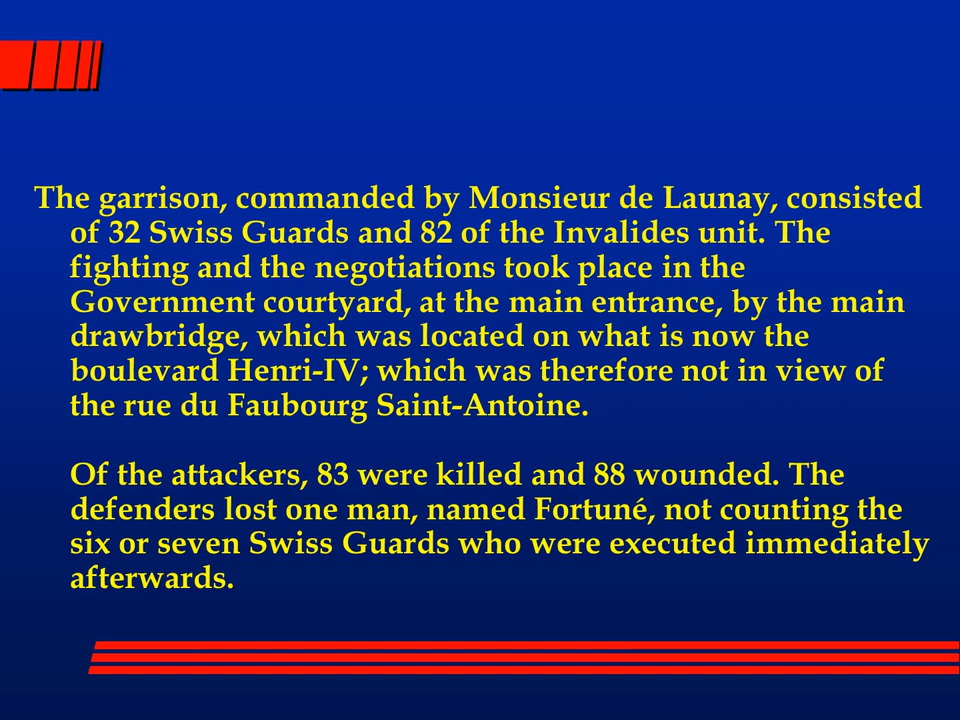 The garrison, commanded by Monsieur de Launay, consisted
of 32 Swiss Guards and 82 of the Invalides unit. The
fighting and the negotiations took place in the
Government courtyard, at the main entrance, by the main
drawbridge, which was located on what is now the
boulevard Henri-IV; which was therefore not in view of
the rue du Faubourg Saint-Antoine.
Of the attackers, 83 were killed and 88 wounded. The
defenders lost one man, named Fortuné, not counting the
six or seven Swiss Guards who were executed immediately
afterwards.